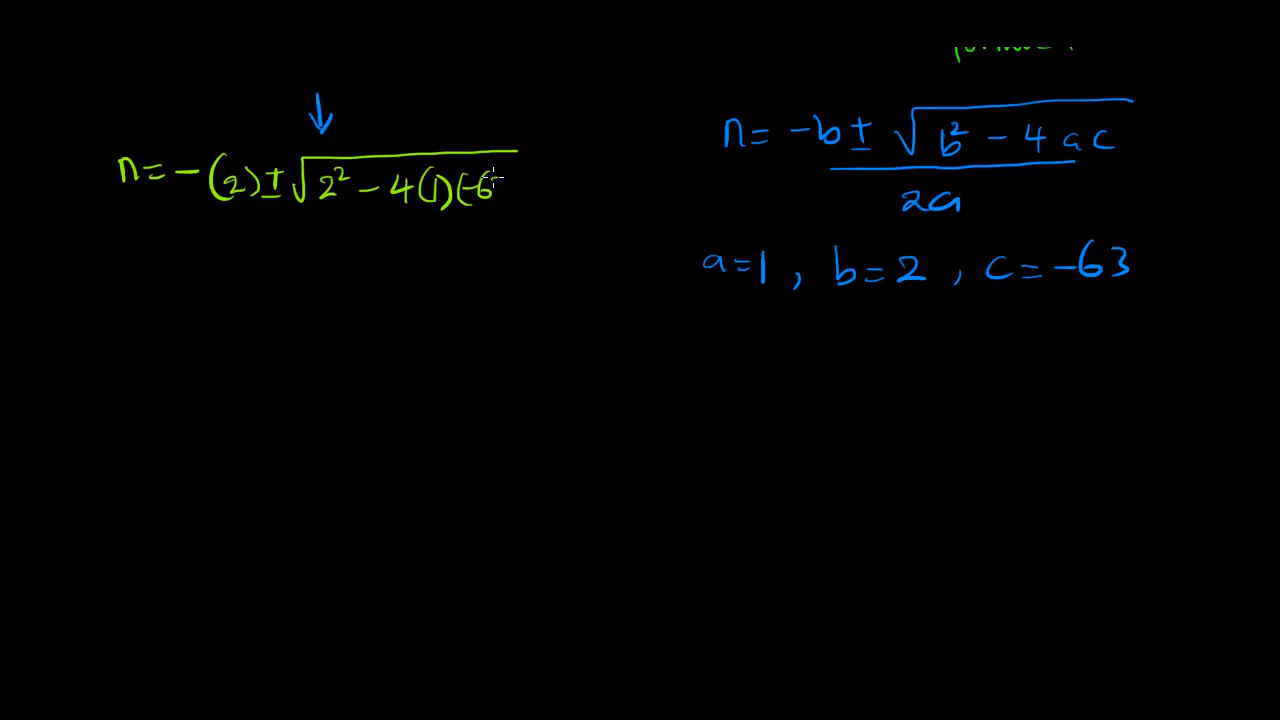 n = -(2) ± √2² - 4(1)(-6
n = -b ± √b² - 4ac
2a
a=1, b=2, c=-63